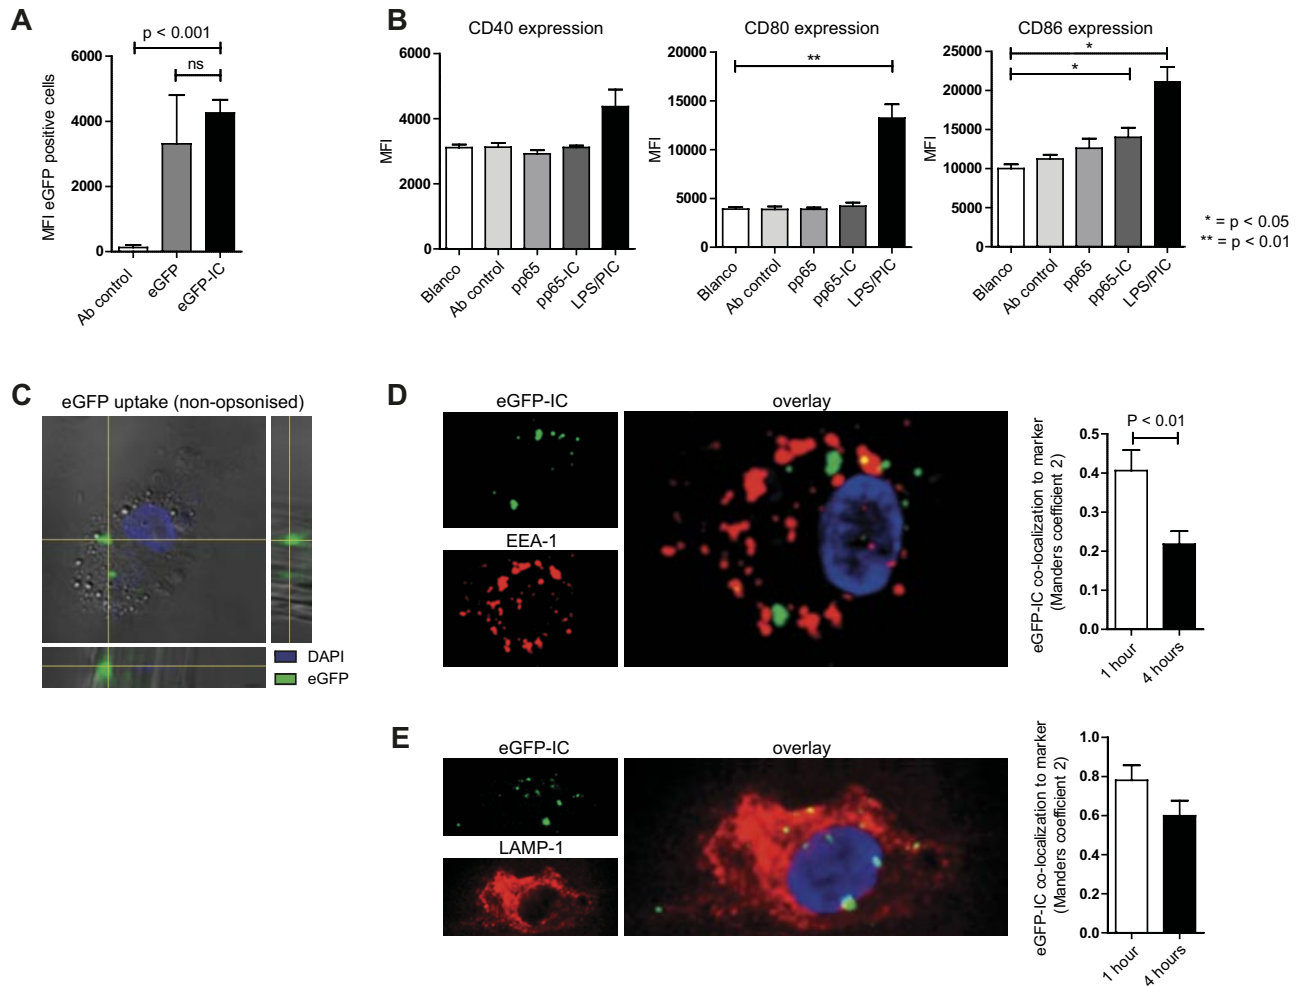 A
p < 0.001
ns
MFI eGFP positive cells
6000
4000
2000
0
Ab control
eGFP
eGFP-IC
B
CD40 expression
MFI
6000
4000
2000
0
Blanco
Ab control
pp65
pp65-IC
LPS/PIC
CD80 expression
**
MFI
20000
15000
10000
5000
0
Blanco
Ab control
pp65
pp65-IC
LPS/PIC
CD86 expression
*
*
MFI
25000
20000
15000
10000
5000
0
Blanco
Ab control
pp65
pp65-IC
LPS/PIC
* = p < 0.05
** = p < 0.01
C
eGFP uptake (non-opsonised)
DAPI
eGFP
D
eGFP-IC
EEA-1
overlay
P < 0.01
eGFP-IC co-localization to marker
(Manders coefficient 2)
0.5
0.4
0.3
0.2
0.1
0.0
1 hour
4 hours
E
eGFP-IC
LAMP-1
overlay
eGFP-IC co-localization to marker
(Manders coefficient 2)
1.0
0.8
0.6
0.4
0.2
0.0
1 hour
4 hours